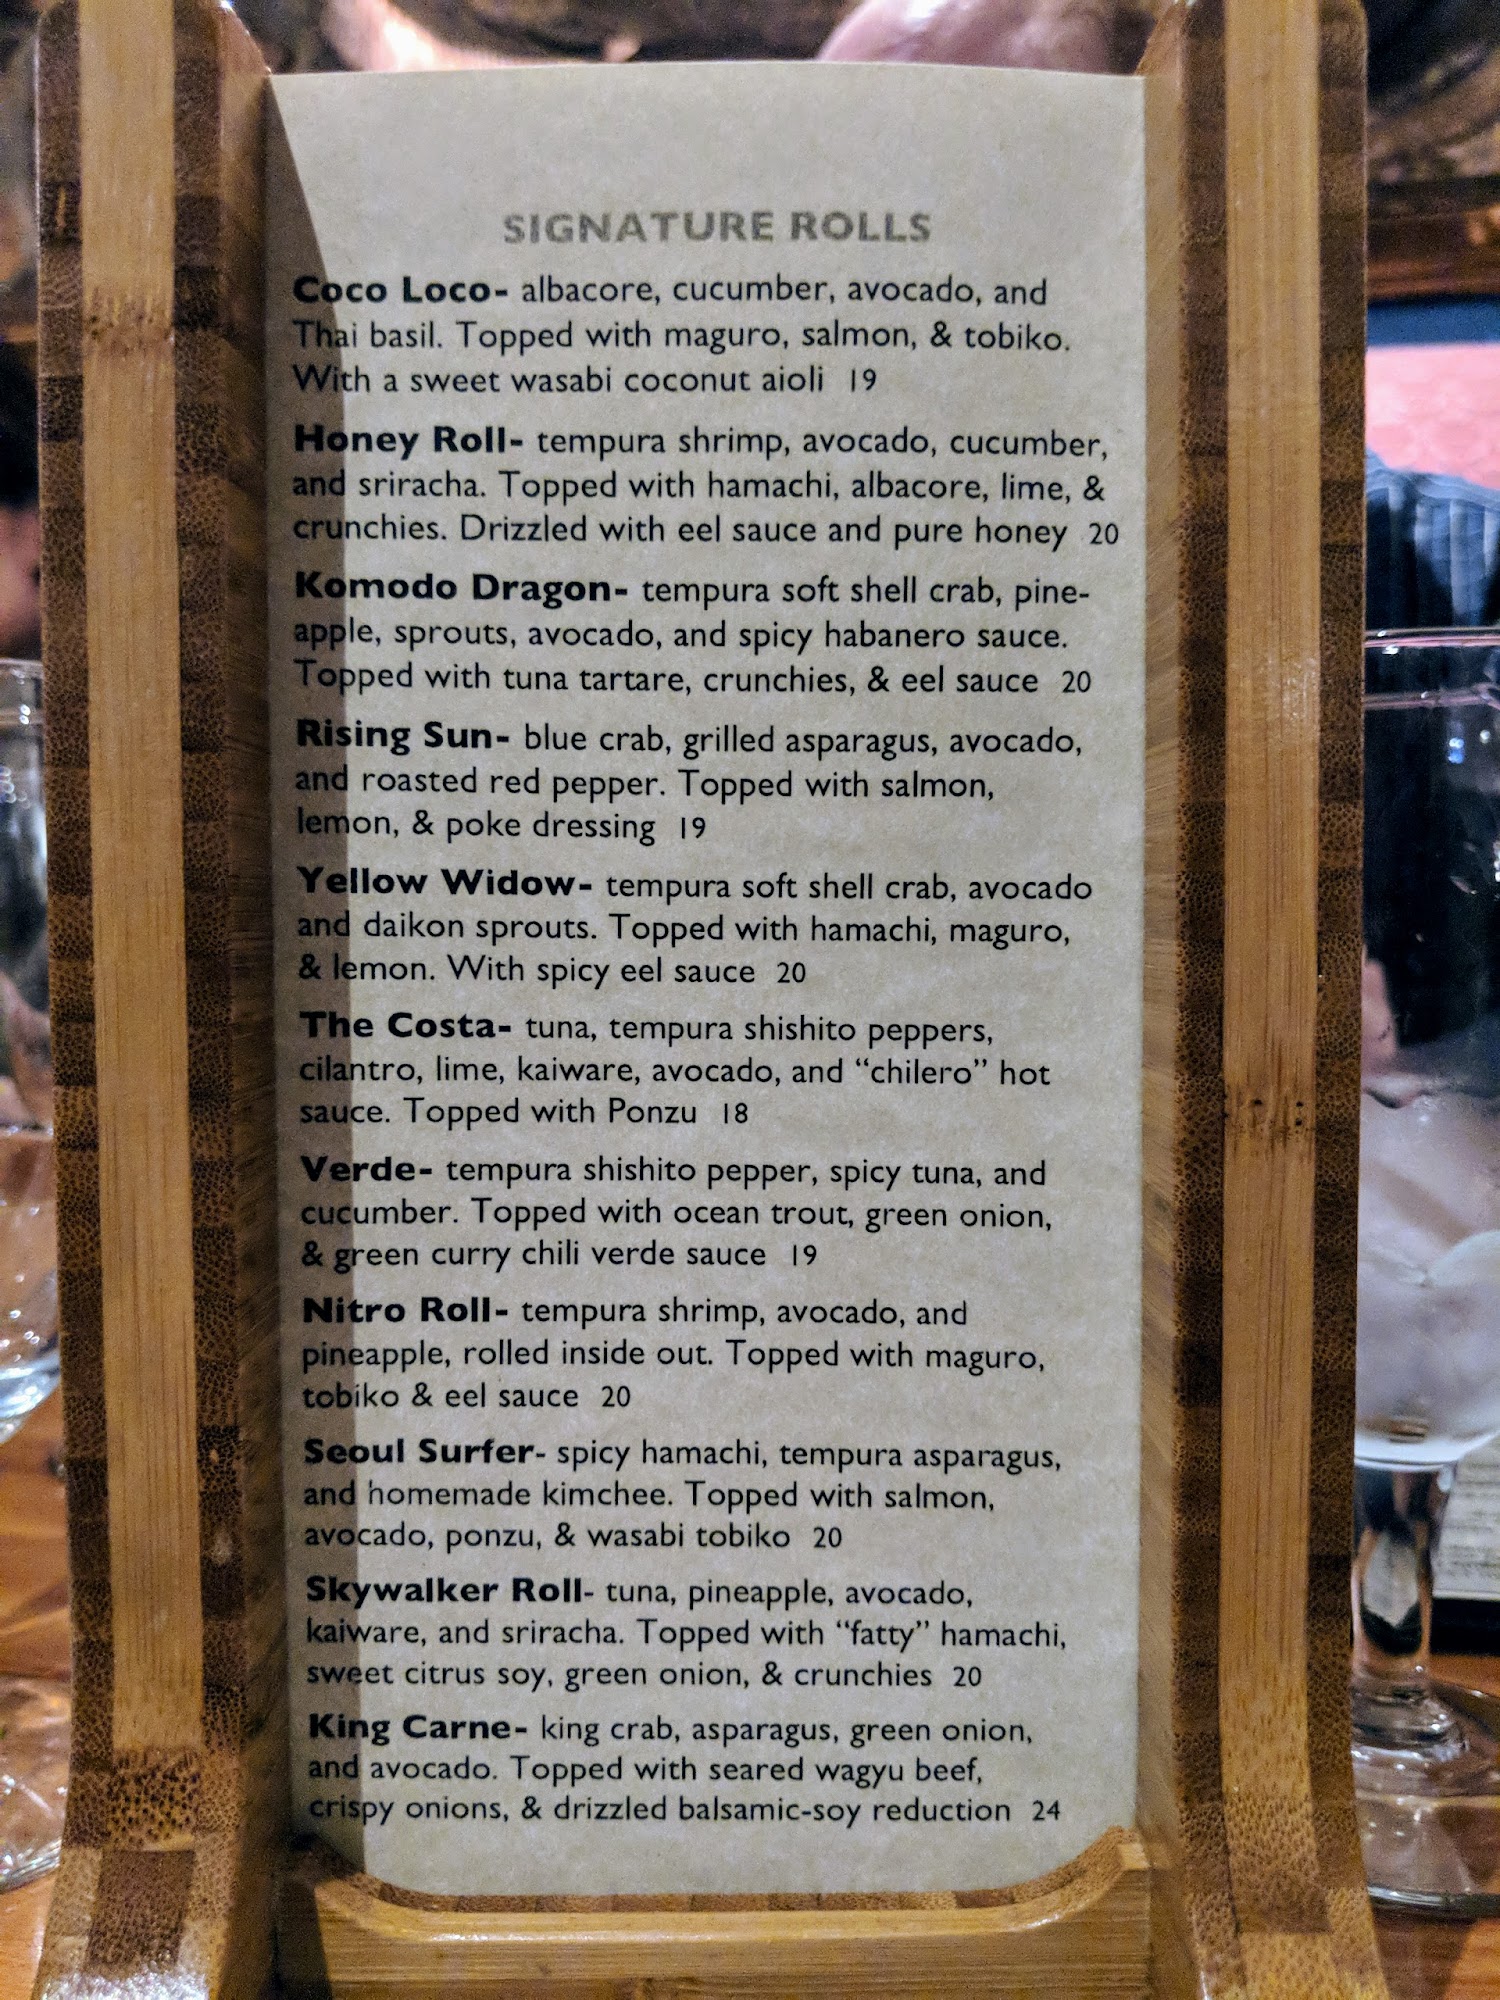 SIGNATURE ROLLS
Coco Loco- albacore, cucumber, avocado, and
Thai basil. Topped with maguro, salmon, & tobiko.
With a sweet wasabi coconut aioli 19
Honey Roll- tempura shrimp, avocado, cucumber,
and sriracha. Topped with hamachi, albacore, lime, &
crunchies. Drizzled with eel sauce and pure honey 20
Komodo Dragon- tempura soft shell crab, pine-
apple, sprouts, avocado, and spicy habanero sauce.
Topped with tuna tartare, crunchies, & eel sauce 20
Rising Sun- blue crab, grilled asparagus, avocado,
and roasted red pepper. Topped with salmon,
lemon, & poke dressing 19
Yellow Widow- tempura soft shell crab, avocado
and daikon sprouts. Topped with hamachi, maguro,
& lemon. With spicy eel sauce 20
The Costa- tuna, tempura shishito peppers,
cilantro, lime, kaiware, avocado, and “chilero” hot
sauce. Topped with Ponzu 18
Verde- tempura shishito pepper, spicy tuna, and
cucumber. Topped with ocean trout, green onion,
& green curry chili verde sauce 19
Nitro Roll- tempura shrimp, avocado, and
pineapple, rolled inside out. Topped with maguro,
tobiko & eel sauce 20
Seoul Surfer- spicy hamachi, tempura asparagus,
and homemade kimchee. Topped with salmon,
avocado, ponzu, & wasabi tobiko 20
Skywalker Roll- tuna, pineapple, avocado,
kaiware, and sriracha. Topped with “fatty” hamachi,
sweet citrus soy, green onion, & crunchies 20
King Carne- king crab, asparagus, green onion,
and avocado. Topped with seared wagyu beef,
crispy onions, & drizzled balsamic-soy reduction 24